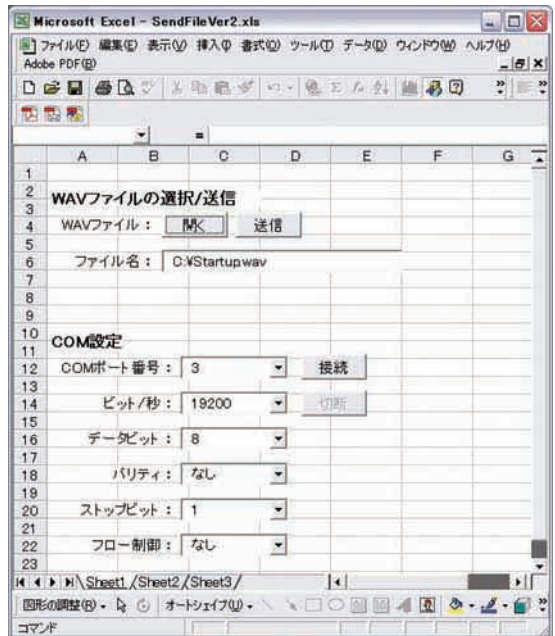 Microsoft Excel - SendFileVer2.xls
ファイル(F) 編集(E) 表示(V) 挿入(I) 書式(O) ツール(T) データ(D) ウィンドウ(W) ヘルプ(H)
Adobe PDF(B)
=
A B C D E F G
1
2
WAVファイルの選択/送信
3
4 WAVファイル： 開く 送信
5
6 ファイル名： C:¥Startup.wav
7
8
9
10
COM設定
11
12 COMポート番号： 3 接続
13
14 ビット/秒： 19200 切断
15
16 データビット： 8
17
18 パリティ： なし
19
20 ストップビット： 1
21
22 フロー制御： なし
23
Sheet1 /Sheet2 /Sheet3 /
図形の調整(R) オートシェイプ(U)
コマンド